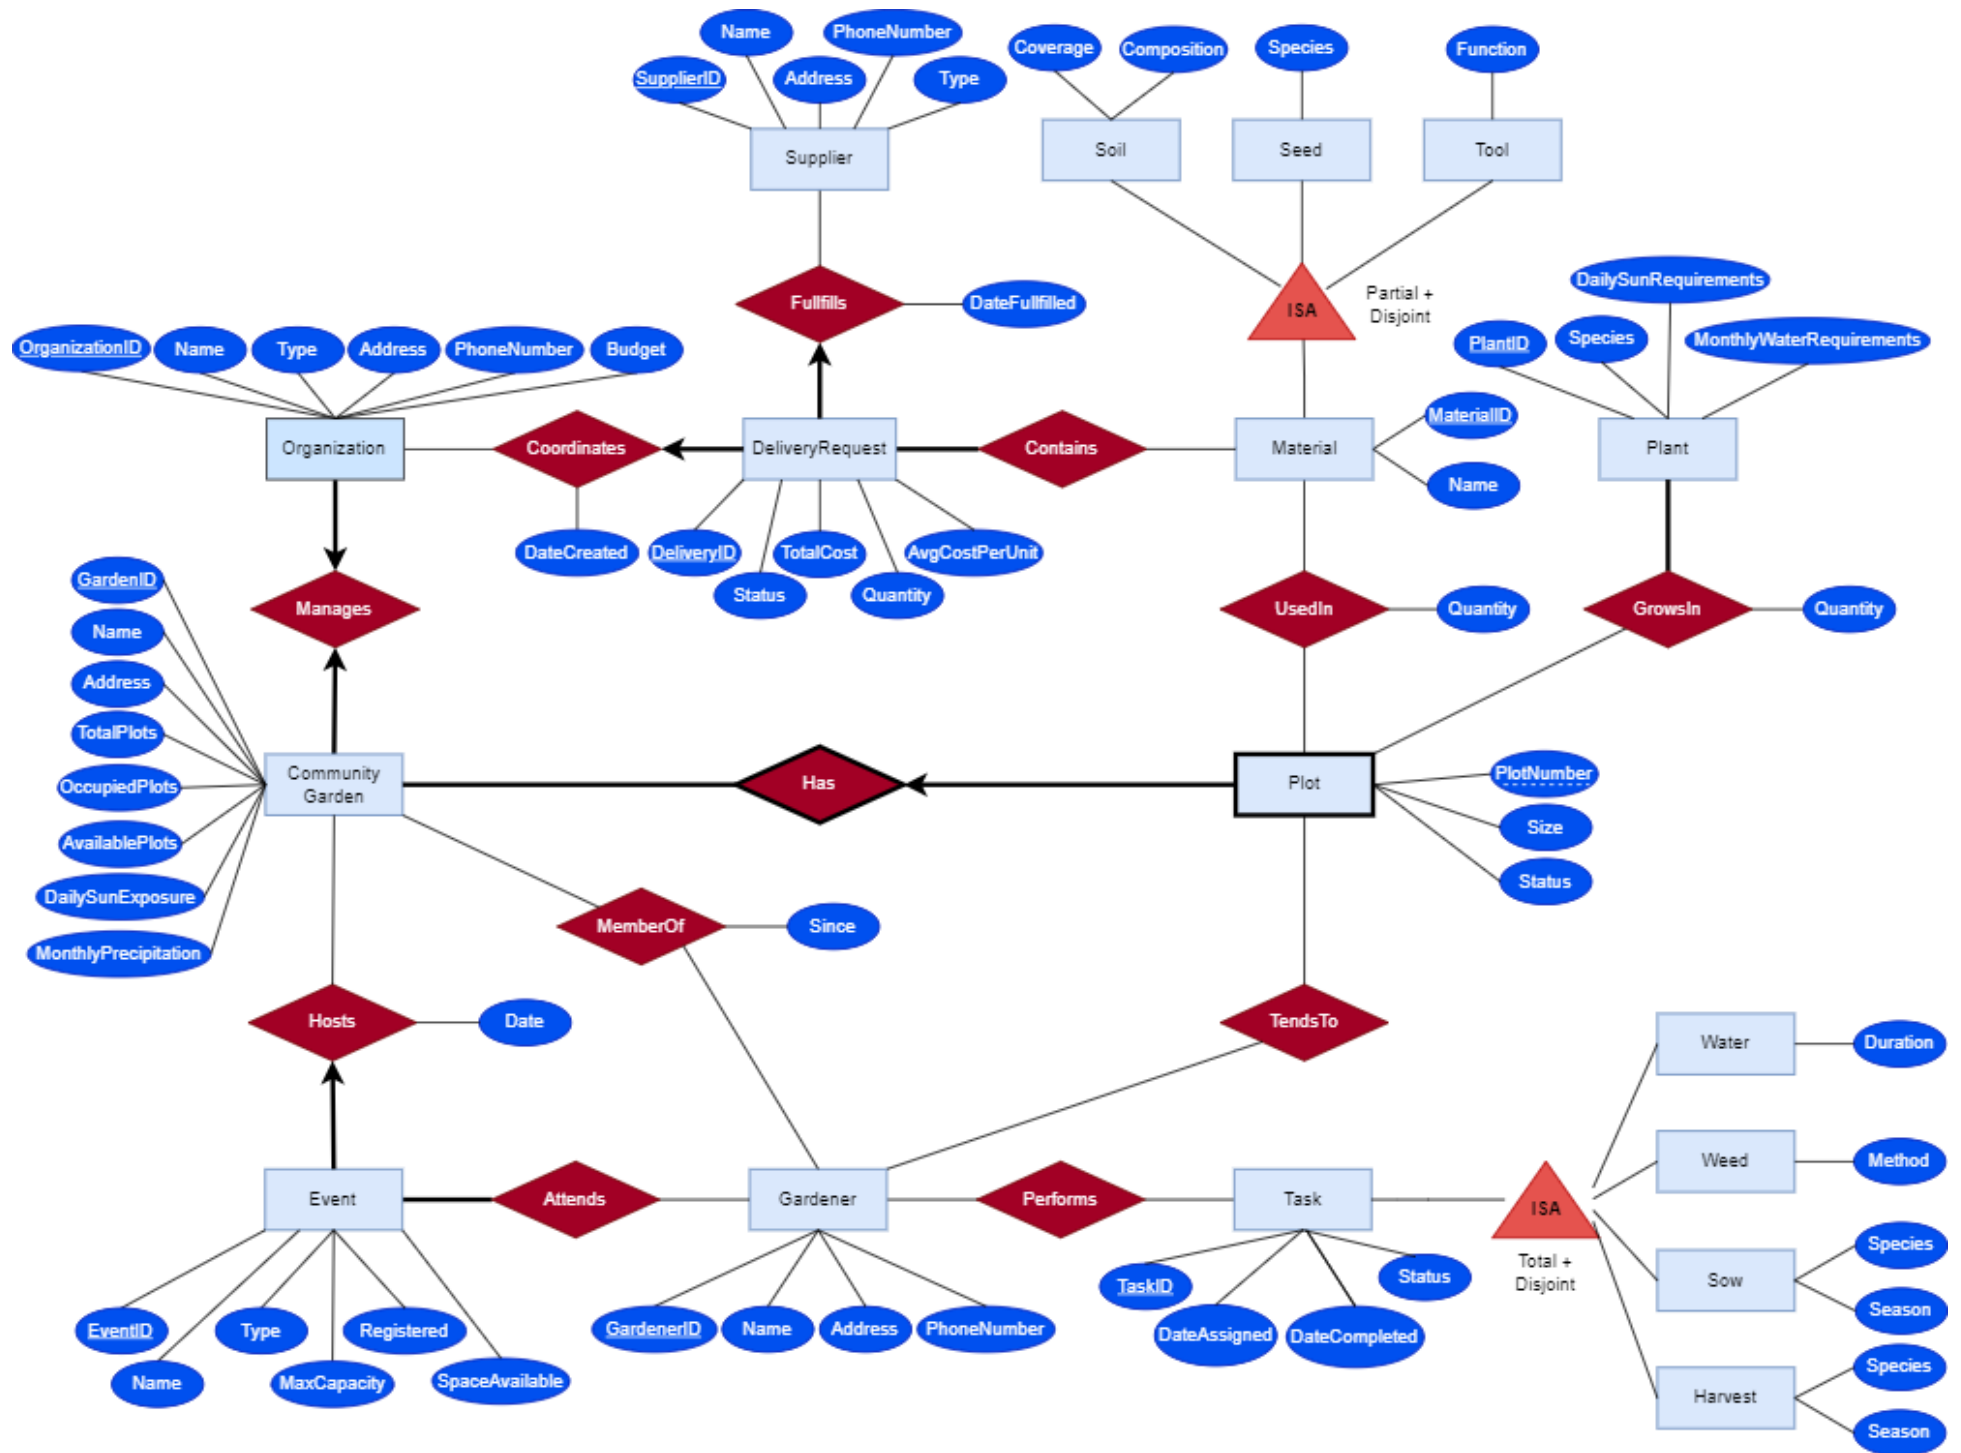 Name
PhoneNumber
SupplierID
Address
Type
Supplier
Coverage
Composition
Species
Function
Soil
Seed
Tool
Fullfills
DateFullfilled
ISA
Partial +
Disjoint
DailySunRequirements
PlantID
Species
MonthlyWaterRequirements
OrganizationID
Name
Type
Address
PhoneNumber
Budget
Organization
Coordinates
DeliveryRequest
Contains
Material
MaterialID
Name
Plant
DateCreated
DeliveryID
TotalCost
AvgCostPerUnit
Status
Quantity
GardenID
Name
Address
TotalPlots
OccupiedPlots
AvailablePlots
DailySunExposure
MonthlyPrecipitation
Manages
UsedIn
Quantity
GrowsIn
Quantity
Community
Garden
Has
Plot
PlotNumber
Size
Status
MemberOf
Since
Hosts
Date
TendsTo
Water
Duration
Weed
Method
Event
Attends
Gardener
Performs
Task
ISA
Total +
Disjoint
Sow
Species
Season
Harvest
Species
Season
EventID
Type
Registered
Name
MaxCapacity
SpaceAvailable
GardenerID
Name
Address
PhoneNumber
TaskID
Status
DateAssigned
DateCompleted